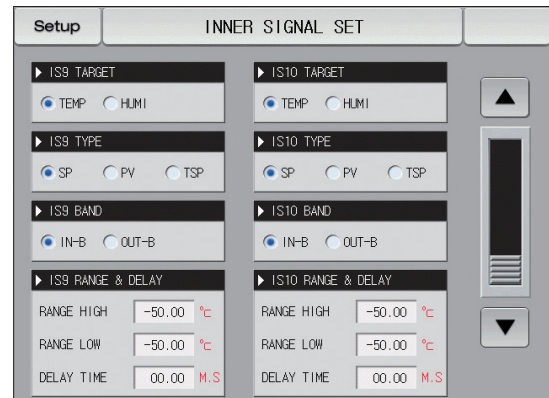 Setup INNER SIGNAL SET
IS9 TARGET
TEMP HUMI
IS9 TYPE
SP PV TSP
IS9 BAND
IN-B OUT-B
IS9 RANGE & DELAY
RANGE HIGH -50.00 ℃
RANGE LOW -50.00 ℃
DELAY TIME 00.00 M.S
IS10 TARGET
TEMP HUMI
IS10 TYPE
SP PV TSP
IS10 BAND
IN-B OUT-B
IS10 RANGE & DELAY
RANGE HIGH -50.00 ℃
RANGE LOW -50.00 ℃
DELAY TIME 00.00 M.S